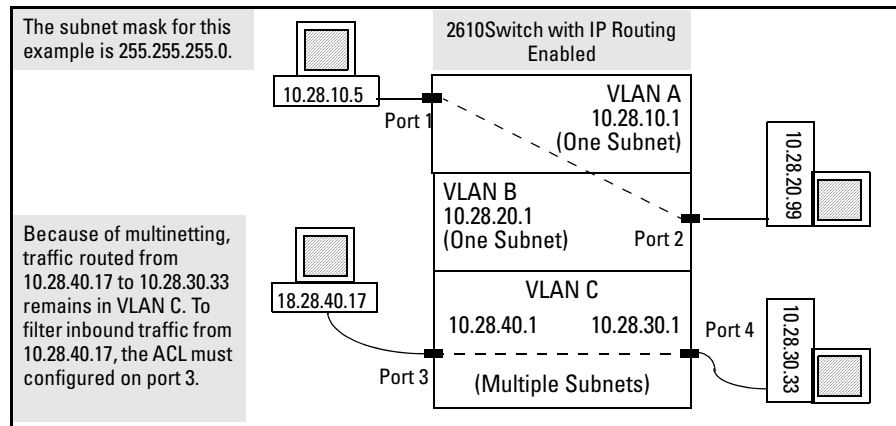 The subnet mask for this
example is 255.255.255.0.
2610Switch with IP Routing
Enabled
10.28.10.5
Port 1
VLAN A
10.28.10.1
(One Subnet)
10.28.20.99
VLAN B
10.28.20.1
(One Subnet)
Port 2
Because of multinetting,
traffic routed from
10.28.40.17 to 10.28.30.33
remains in VLAN C. To
filter inbound traffic from
10.28.40.17, the ACL must
configured on port 3.
18.28.40.17
VLAN C
10.28.40.1
10.28.30.1
Port 4
10.28.30.33
Port 3
(Multiple Subnets)